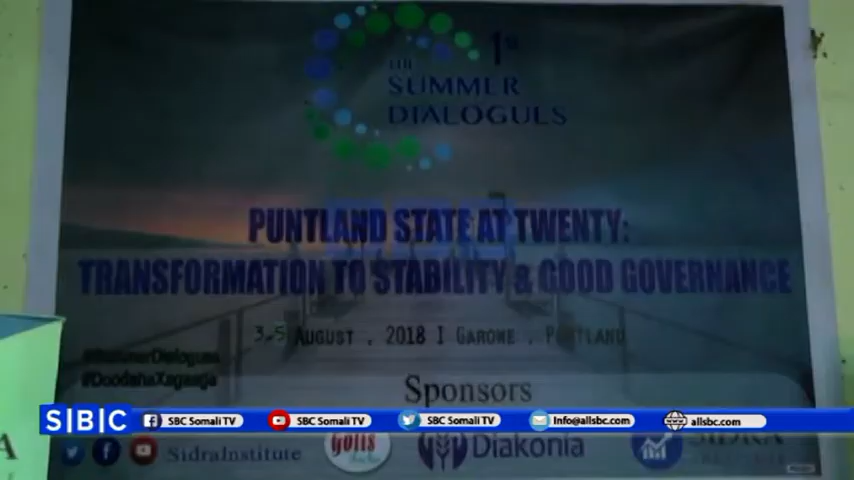 THE 1st
SUMMER
DIALOGUES
PUNTLAND STATE AT TWENTY:
TRANSFORMATION TO STABILITY & GOOD GOVERNANCE
3-5 AUGUST . 2018 I GAROWE . PUNTLAND
#SummerDialogues
#DoodahaXagaaga
Sponsors
SBC SBC Somali TV SBC Somali TV SBC Somali TV Info@allsbc.com allsbc.com
SidraInstitute Golis Diakonia SIDRA
A